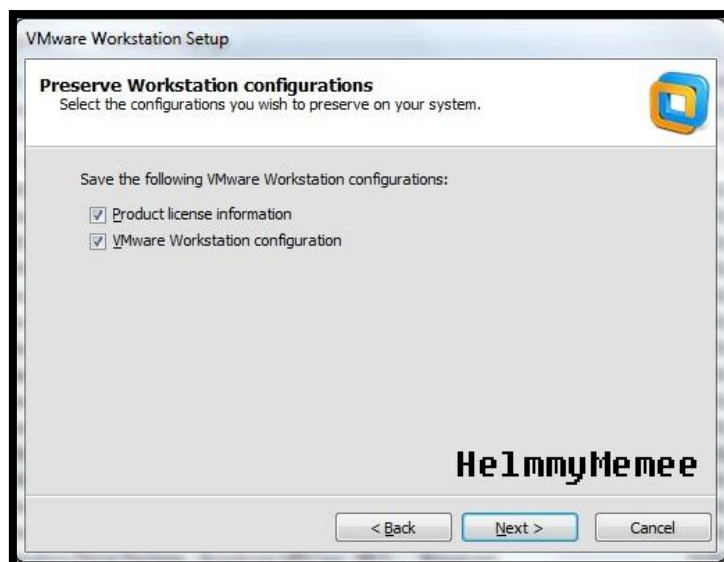 VMware Workstation Setup
Preserve Workstation configurations
Select the configurations you wish to preserve on your system.
Save the following VMware Workstation configurations:
Product license information
VMware Workstation configuration
HelmmyMemee
< Back
Next >
Cancel